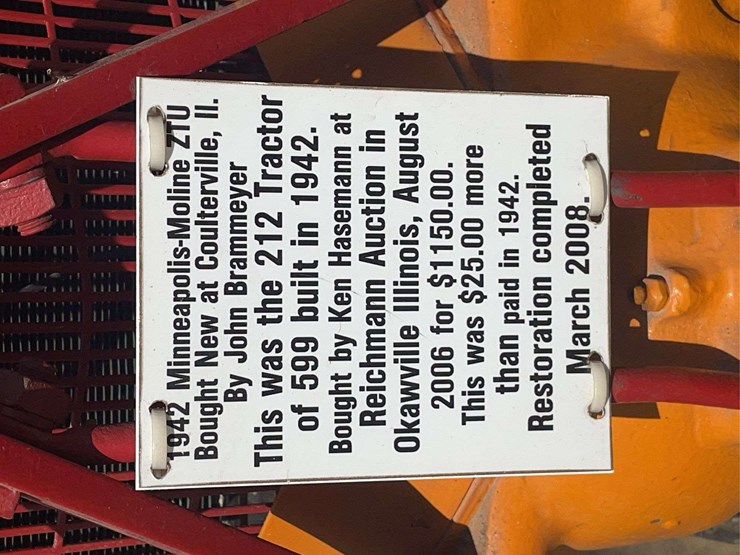 1942 Minneapolis-Moline ZTU
Bought New at Coulterville, Il.
By John Brammeyer
This was the 212 Tractor
of 599 built in 1942.
Bought by Ken Hasemann at
Reichmann Auction in
Okawville Illinois, August
2006 for $1150.00.
This was $25.00 more
than paid in 1942.
Restoration completed
March 2008.